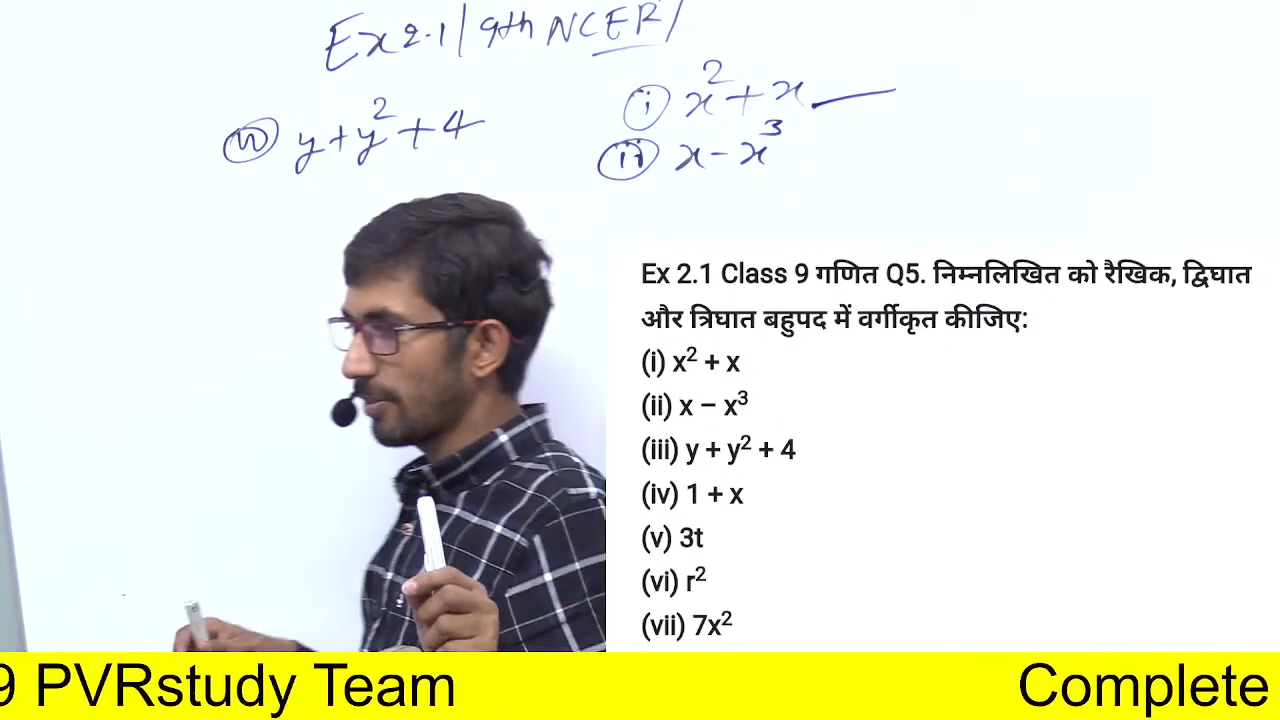 Ex 2.1 / 9th NCER /
(i) x² + x
(iii) y + y² + 4
(ii) x - x³
Ex 2.1 Class 9 गणित Q5. निम्नलिखित को रैखिक, द्विघात
और त्रिघात बहुपद में वर्गीकृत कीजिए:
(i) x² + x
(ii) x – x³
(iii) y + y² + 4
(iv) 1 + x
(v) 3t
(vi) r²
(vii) 7x²
9 PVRstudy Team Complete